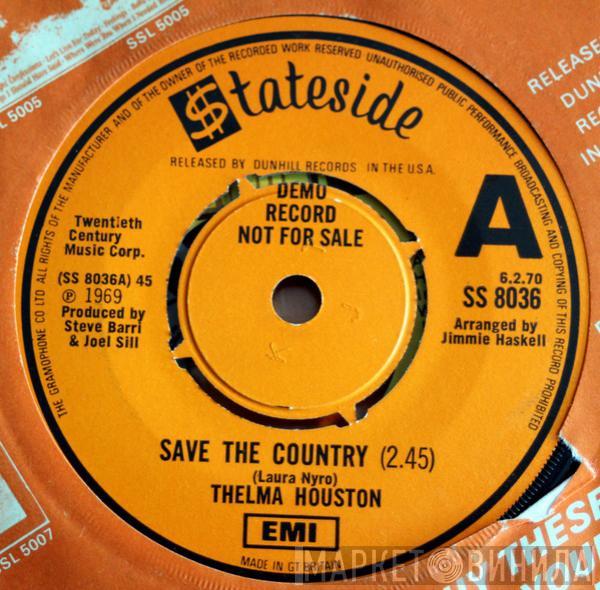 SSL 5005
THE GRAMOPHONE CO LTD ALL RIGHTS OF THE MANUFACTURER AND OF THE OWNER OF THE RECORDED WORK RESERVED UNAUTHORISED PUBLIC PERFORMANCE BROADCASTING AND COPYING OF THIS RECORD PROHIBITED
$tateside
RELEASED BY DUNHILL RECORDS IN THE U.S.A.
DEMO
RECORD
NOT FOR SALE
A
Twentieth
Century
Music Corp.
(SS 8036A) 45
Ⓟ 1969
Produced by
Steve Barri
& Joel Sill
6.2.70
SS 8036
Arranged by
Jimmie Haskell
SAVE THE COUNTRY (2.45)
(Laura Nyro)
THELMA HOUSTON
EMI
MADE IN GT BRITAIN
SSL 5007
RELEASE
DUN
IN
THESE
МАРКЕТ ВИНИЛА